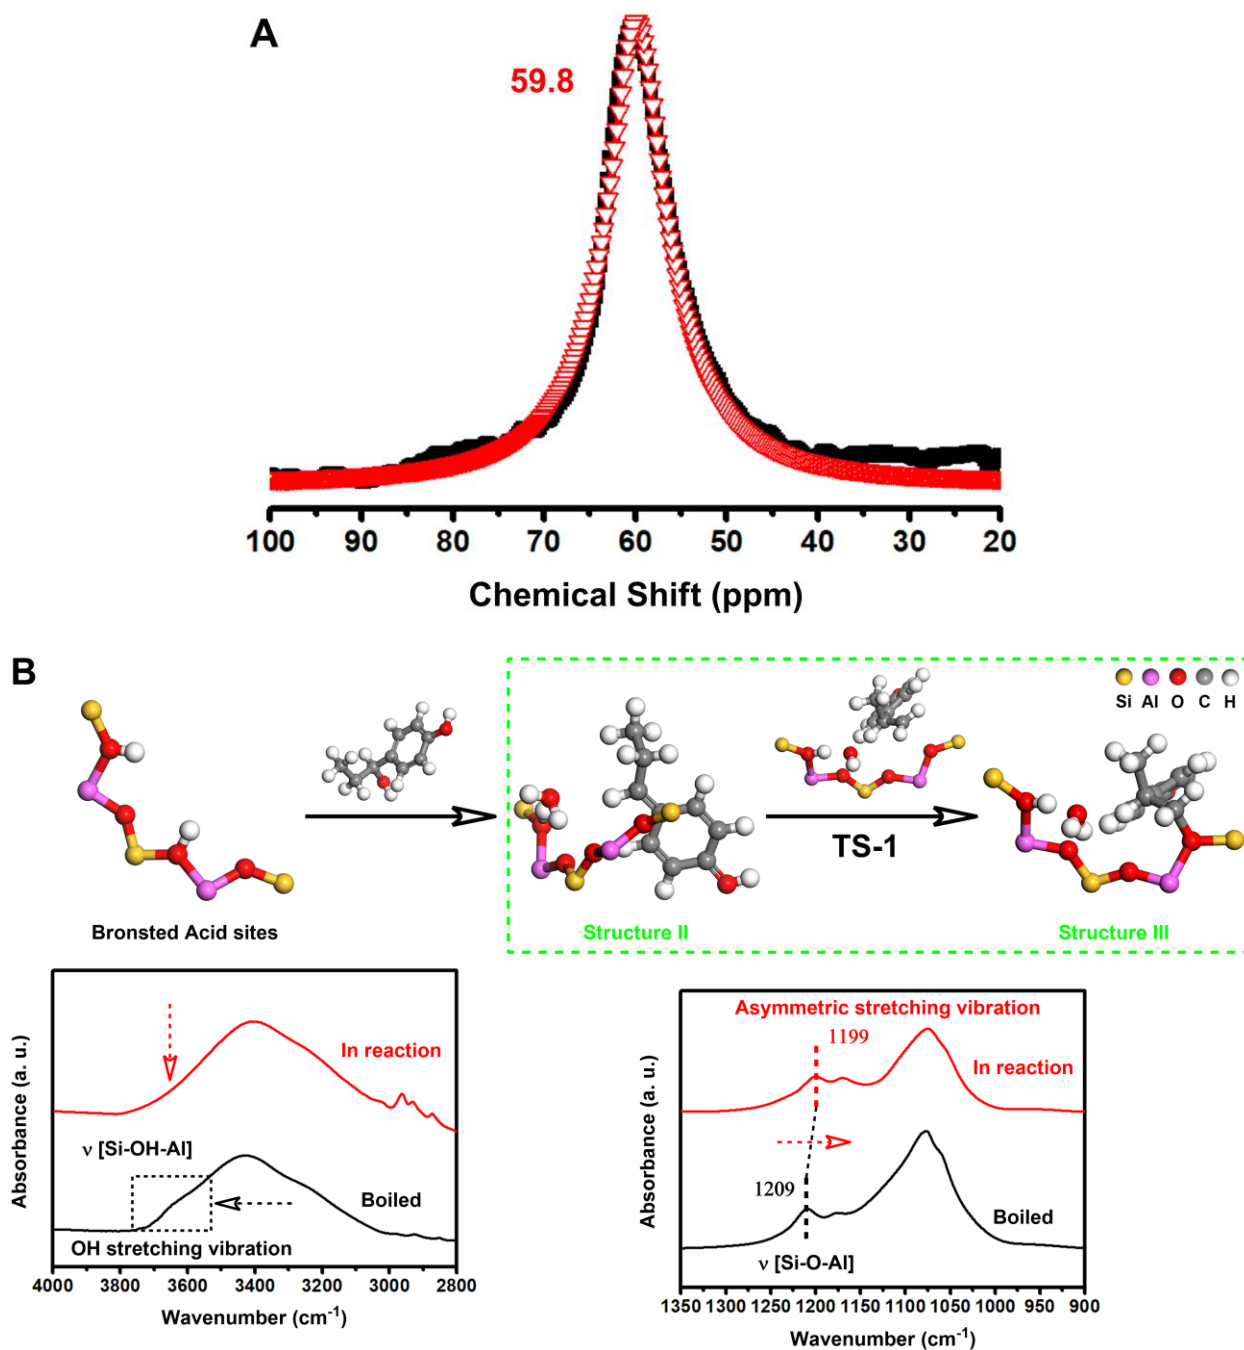 A
59.8
100 90 80 70 60 50 40 30 20
Chemical Shift (ppm)
B
Si Al O C H
TS-1
Bronsted Acid sites
Structure II
Structure III
Absorbance (a. u.)
In reaction
ν [Si-OH-Al]
Boiled
OH stretching vibration
4000 3800 3600 3400 3200 3000 2800
Wavenumber (cm-1)
Absorbance (a. u.)
Asymmetric stretching vibration
1199
In reaction
1209
Boiled
ν [Si-O-Al]
1350 1300 1250 1200 1150 1100 1050 1000 950 900
Wavenumber (cm-1)